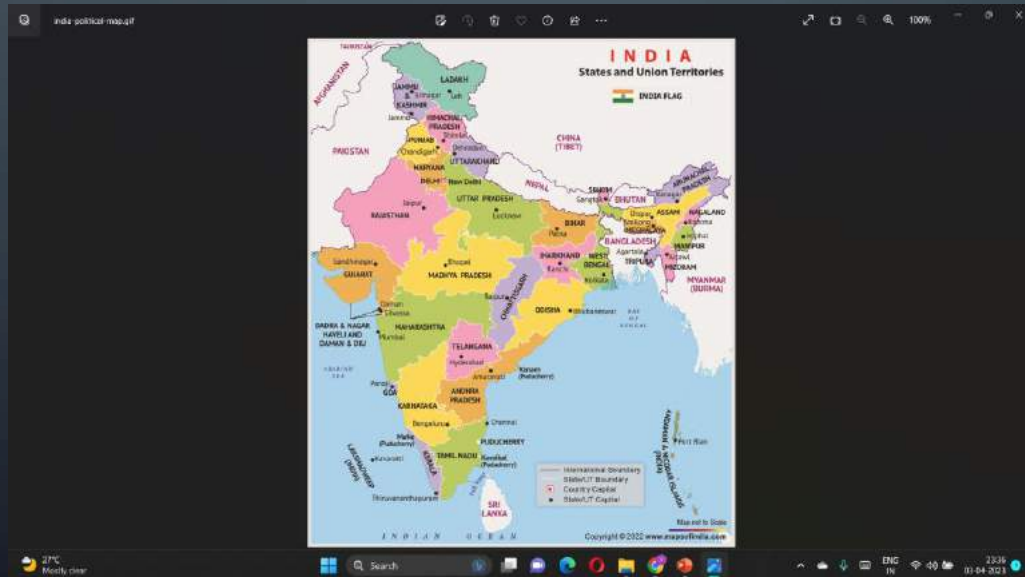 india-political-map.gif
100%
INDIA
States and Union Territories
INDIA FLAG
TAJIKISTAN
AFGHANISTAN
PAKISTAN
CHINA
(TIBET)
NEPAL
BHUTAN
BANGLADESH
MYANMAR
(BURMA)
SRI
LANKA
LADAKH
Leh
JAMMU
&
KASHMIR
Srinagar
Jammu
HIMACHAL
PRADESH
Shimla
PUNJAB
Chandigarh
Dehradun
UTTARAKHAND
HARYANA
DELHI
New Delhi
UTTAR PRADESH
Lucknow
RAJASTHAN
Jaipur
SIKKIM
Gangtok
ARUNACHAL
PRADESH
Itanagar
ASSAM
Dispur
NAGALAND
Kohima
MANIPUR
Imphal
Agartala
TRIPURA
Aizawl
MIZORAM
BIHAR
Patna
JHARKHAND
Ranchi
WEST
BENGAL
Kolkata
Gandhinagar
GUJARAT
Bhopal
MADHYA PRADESH
CHHATTISGARH
Raipur
ODISHA
Bhubaneswar
Daman
Silvassa
DADRA & NAGAR
HAVELI AND
DAMAN & DIU
MAHARASHTRA
Mumbai
TELANGANA
Hyderabad
Amaravati
Yanam
(Puducherry)
ARABIAN
SEA
BAY
OF
BENGAL
Panaji
GOA
ANDHRA
PRADESH
KARNATAKA
Bengaluru
Chennai
Mahe
(Puducherry)
PUDUCHERRY
KERALA
TAMIL NADU
Karaikal
(Puducherry)
LAKSHADWEEP
(INDIA)
Kavaratti
Thiruvananthapuram
ANDAMAN & NICOBAR ISLANDS
(INDIA)
Port Blair
International Boundary
State/UT Boundary
Country Capital
State/UT Capital
INDIAN OCEAN
Map not to Scale
Copyright © 2022 www.mapsofindia.com
27°C
Mostly clear
Search
ENG
IN
23:36
03-04-2023